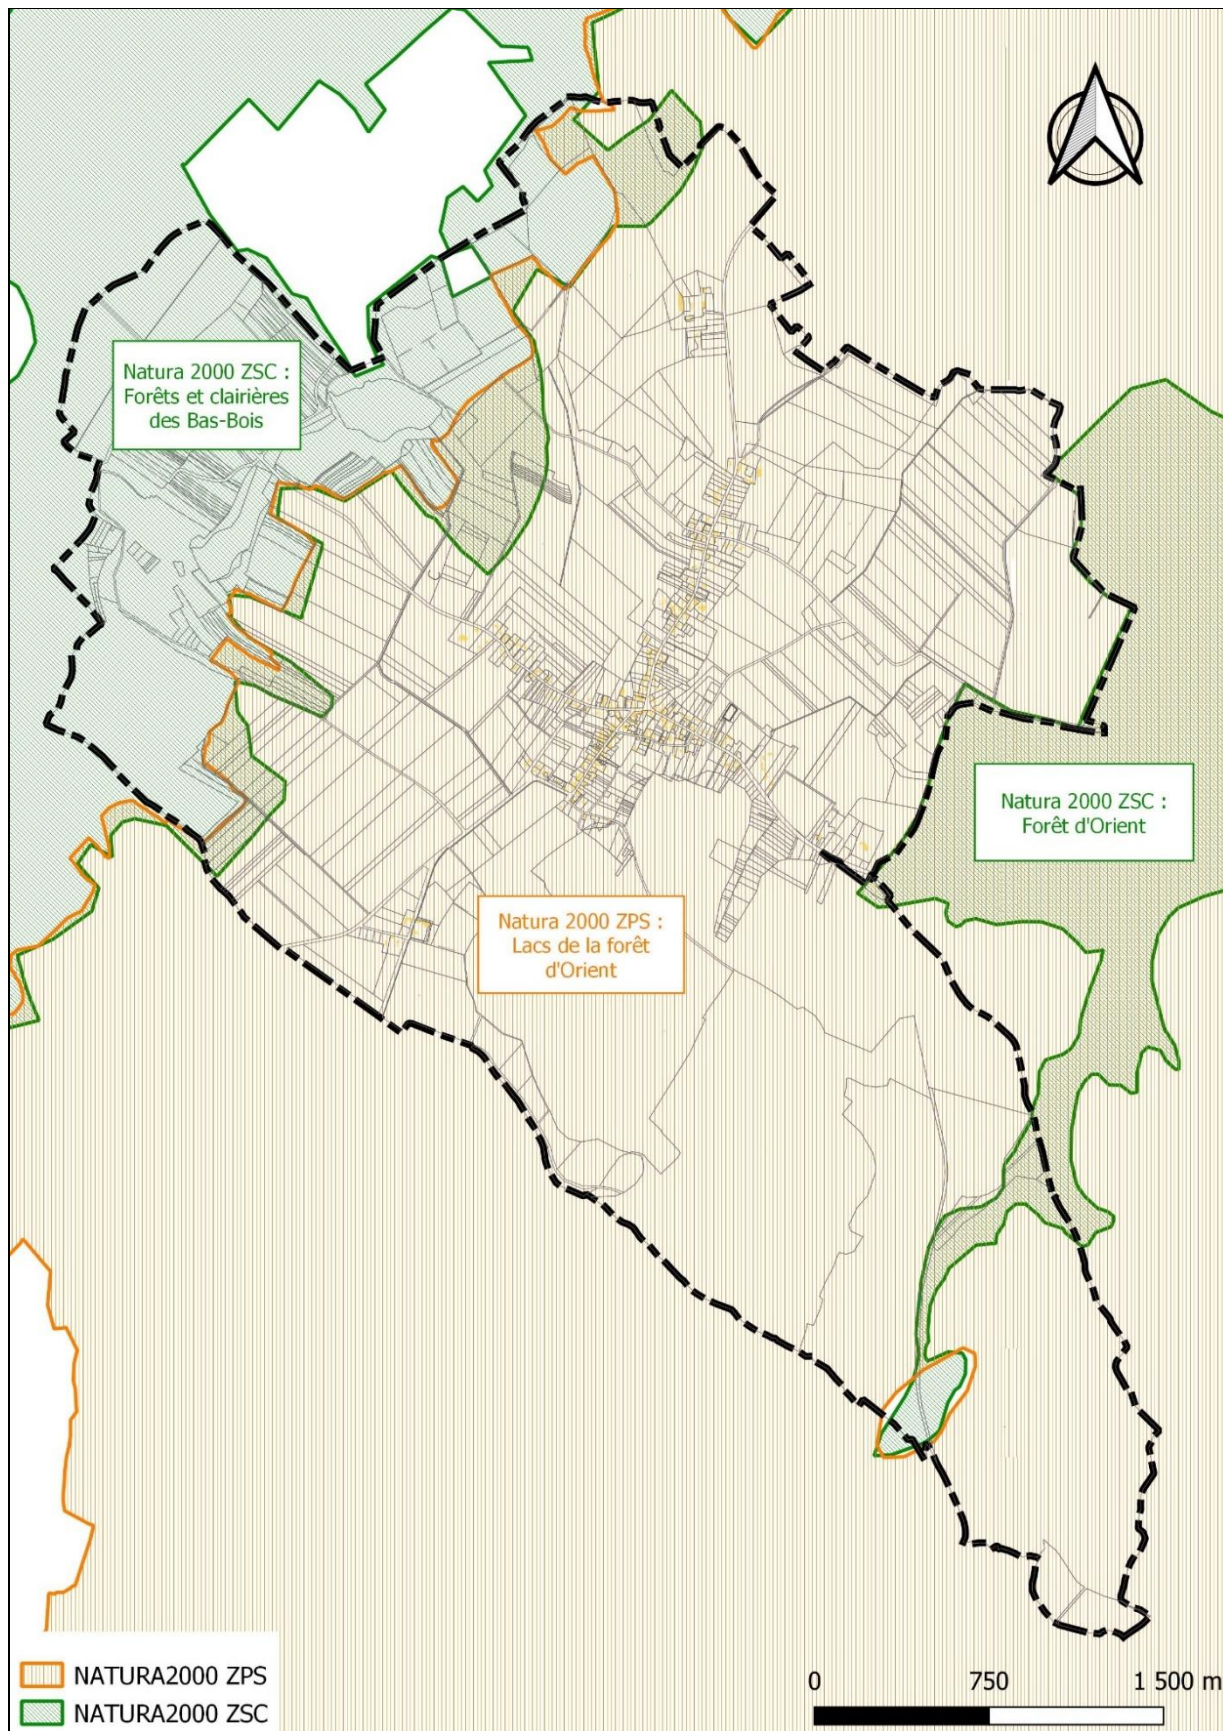 Natura 2000 ZSC :
Forêts et clairières
des Bas-Bois
Natura 2000 ZSC :
Forêt d'Orient
Natura 2000 ZPS :
Lacs de la forêt
d'Orient
NATURA2000 ZPS
NATURA2000 ZSC
0 750 1 500 m